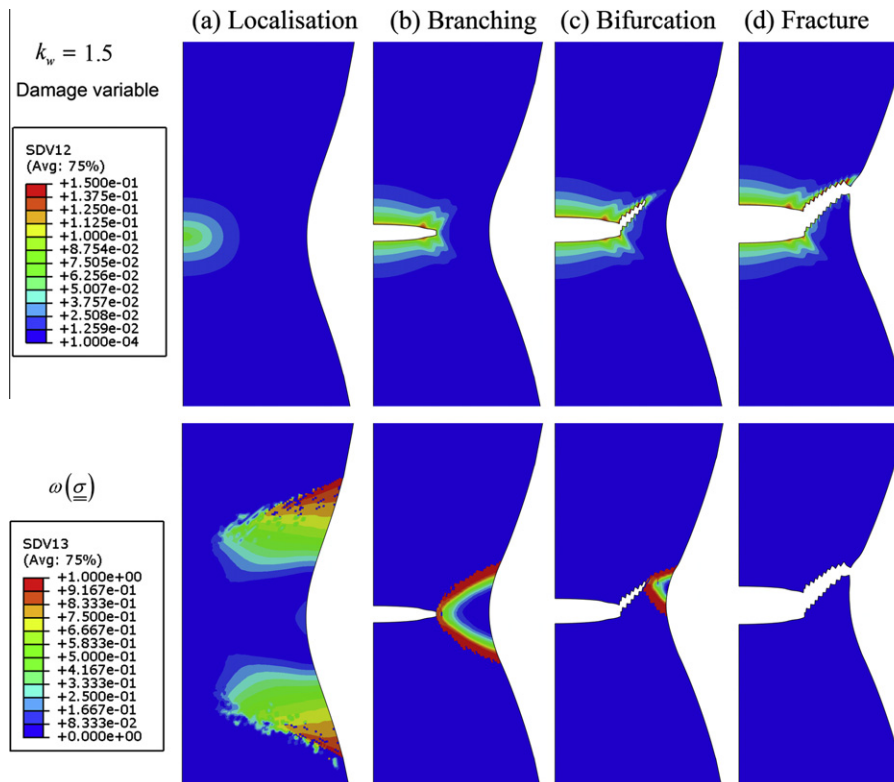 (a) Localisation (b) Branching (c) Bifurcation (d) Fracture
k_w = 1.5
Damage variable
SDV12
(Avg: 75%)
+1.500e-01
+1.375e-01
+1.250e-01
+1.125e-01
+1.000e-01
+8.754e-02
+7.505e-02
+6.256e-02
+5.007e-02
+3.757e-02
+2.508e-02
+1.259e-02
+1.000e-04
ω(σ)
SDV13
(Avg: 75%)
+1.000e+00
+9.167e-01
+8.333e-01
+7.500e-01
+6.667e-01
+5.833e-01
+5.000e-01
+4.167e-01
+3.333e-01
+2.500e-01
+1.667e-01
+8.333e-02
+0.000e+00